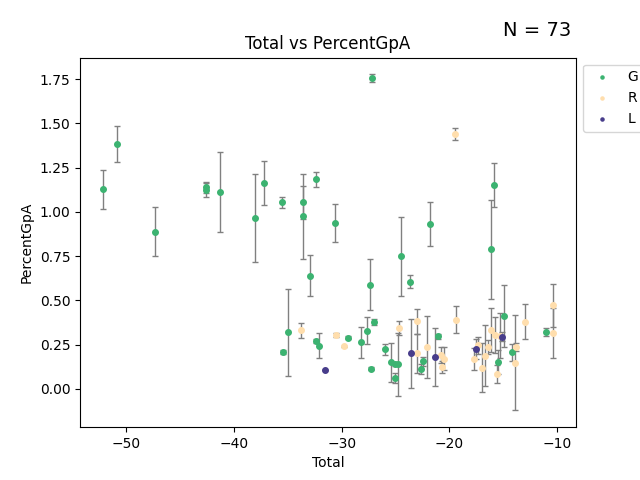 N = 73
Total vs PercentGpA
G
R
L
1.75
1.50
1.25
1.00
0.75
0.50
0.25
0.00
PercentGpA
−50
−40
−30
−20
−10
Total